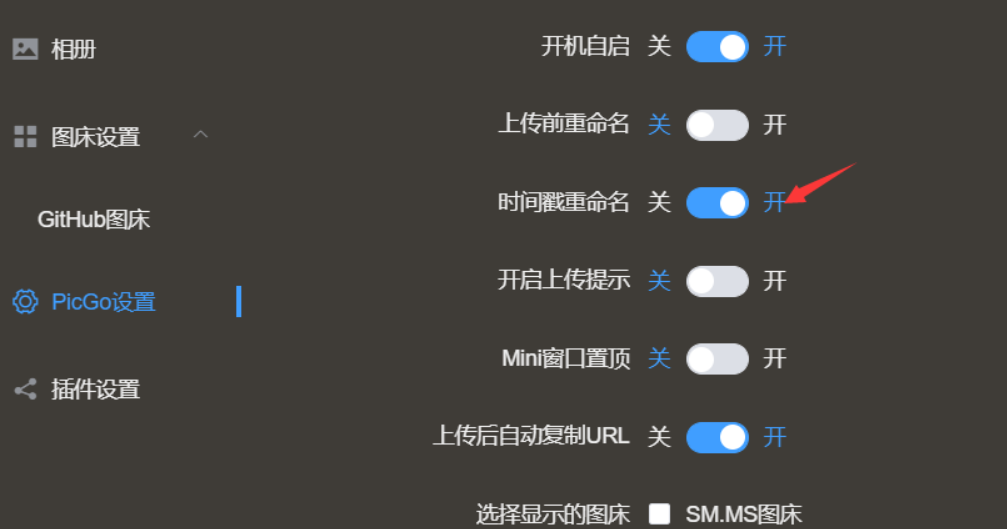 相册
图床设置
GitHub图床
PicGo设置
插件设置
开机自启 关 开
上传前重命名 关 开
时间戳重命名 关 开
开启上传提示 关 开
Mini窗口置顶 关 开
上传后自动复制URL 关 开
选择显示的图床 SM.MS图床